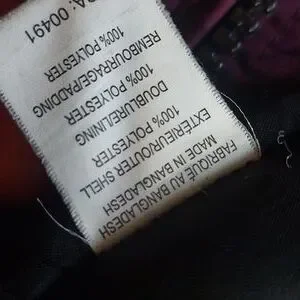 RA: 00491
100% POLYESTER
REMBOURRAGE/PADDING
100% POLYESTER
DOUBLURE/LINING
100% POLYESTER
EXTÉRIEUR/OUTER SHELL
MADE IN BANGLADESH
FABRIQUÉ AU BANGLADESH